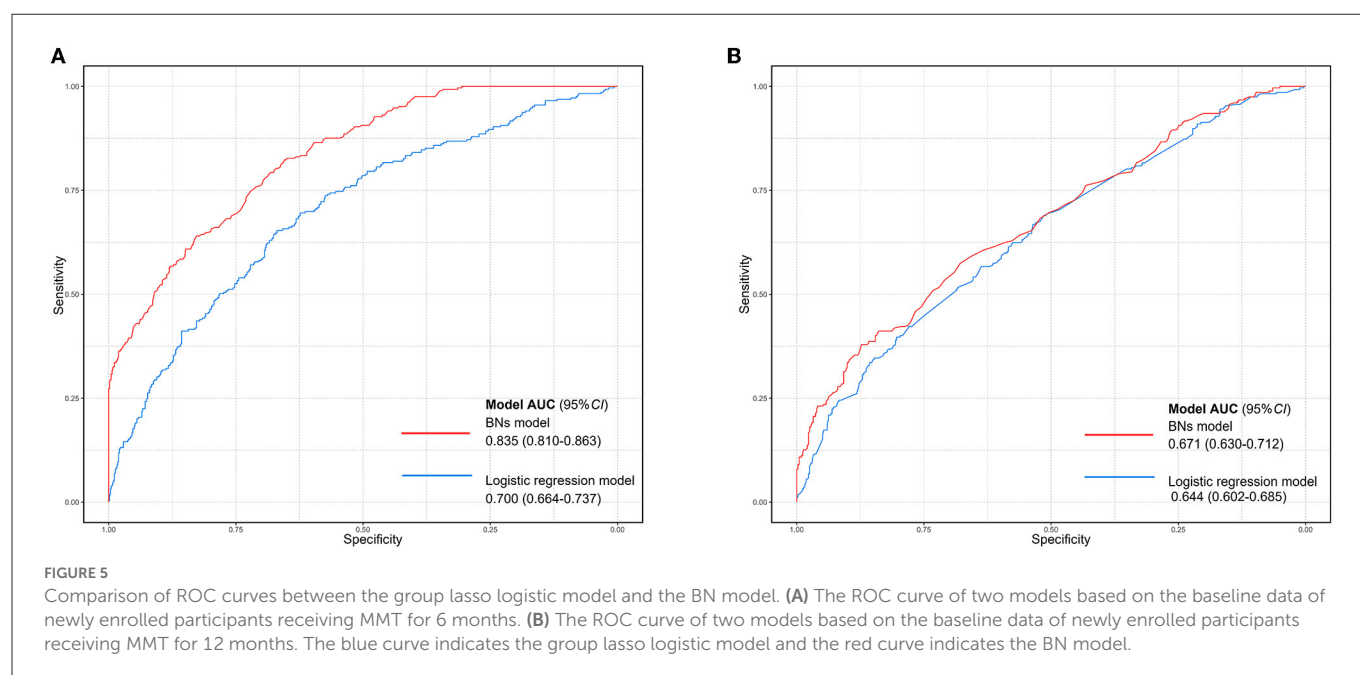 A
1.00
0.75
0.50
0.25
0.00
Sensitivity
1.00
0.75
0.50
0.25
0.00
Specificity
Model AUC (95%CI)
BNs model
0.835 (0.810-0.863)
Logistic regression model
0.700 (0.664-0.737)
B
1.00
0.75
0.50
0.25
0.00
Sensitivity
1.00
0.75
0.50
0.25
0.00
Specificity
Model AUC (95%CI)
BNs model
0.671 (0.630-0.712)
Logistic regression model
0.644 (0.602-0.685)
FIGURE 5
Comparison of ROC curves between the group lasso logistic model and the BN model. (A) The ROC curve of two models based on the baseline data of
newly enrolled participants receiving MMT for 6 months. (B) The ROC curve of two models based on the baseline data of newly enrolled participants
receiving MMT for 12 months. The blue curve indicates the group lasso logistic model and the red curve indicates the BN model.